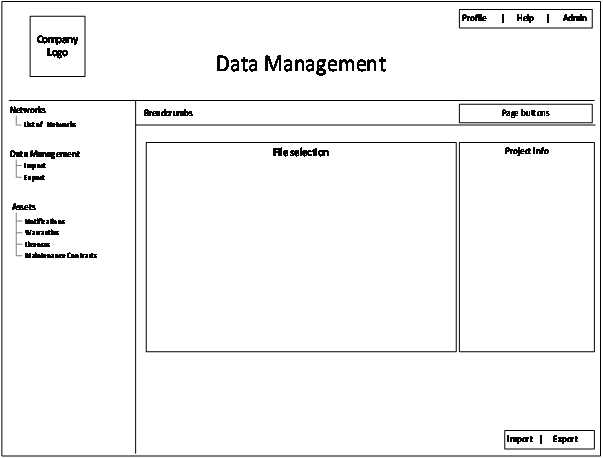 Profile | Help | Admin
Company
Logo
Data Management
Networks
List of Networks
Data Management
Import
Export
Assets
Notifications
Warranties
Licenses
Maintenance Contracts
Breadcrumbs
Page buttons
File selection
Project Info
Import | Export